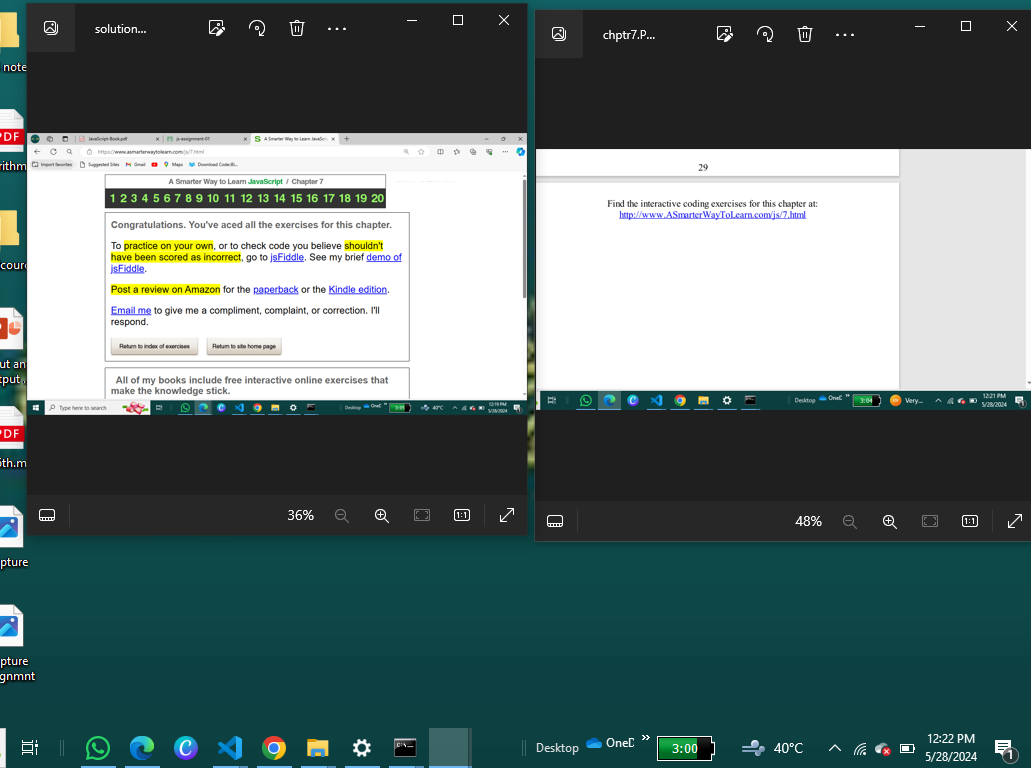 note
PDF
rithm
cour
ut an
tput .
PDF
5th.m
pture
pture
gnmnt
solution...
JavaScript-Book.pdf
js-assignment-01
A Smarter Way to Learn JavaScr
https://www.asmarterwaytolearn.com/js/7.html
Import favorites
Suggested Sites
Gmail
Maps
Download Code:Bl...
A Smarter Way to Learn JavaScript / Chapter 7
1 2 3 4 5 6 7 8 9 10 11 12 13 14 15 16 17 18 19 20
Congratulations. You've aced all the exercises for this chapter.
To practice on your own, or to check code you believe shouldn't
have been scored as incorrect, go to jsFiddle. See my brief demo of
jsFiddle.
Post a review on Amazon for the paperback or the Kindle edition.
Email me to give me a compliment, complaint, or correction. I'll
respond.
Return to index of exercises
Return to site home page
All of my books include free interactive online exercises that
make the knowledge stick.
Type here to search
Desktop
OneD
40°C
12:19 PM
5/28/2024
36%
1:1
chptr7.P...
29
Find the interactive coding exercises for this chapter at:
http://www.ASmarterWayToLearn.com/js/7.html
Desktop
OneD
3:04
Very...
12:21 PM
5/28/2024
48%
1:1
Desktop
OneD
3:00
40°C
12:22 PM
5/28/2024
1